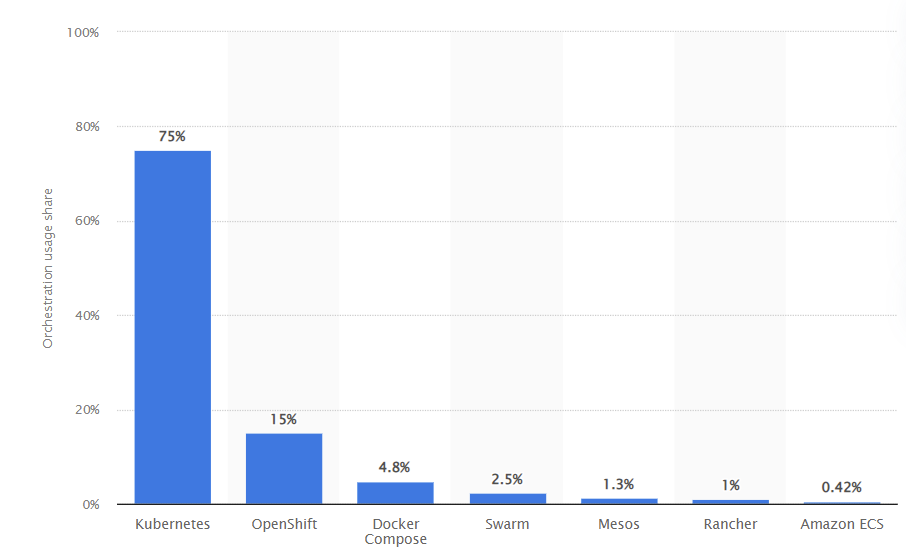 100%
80%
60%
40%
20%
0%
Orchestration usage share
75%
15%
4.8%
2.5%
1.3%
1%
0.42%
Kubernetes
OpenShift
Docker
Compose
Swarm
Mesos
Rancher
Amazon ECS